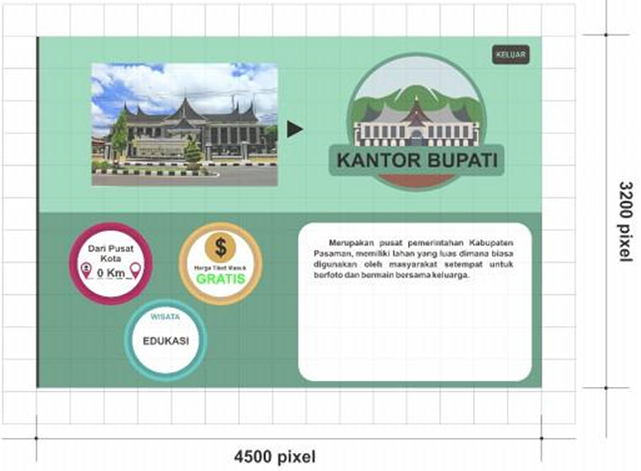 KELUAR
KANTOR BUPATI
Dari Pusat
Kota
0 Km
$
Harga Tiket Masuk
GRATIS
WISATA
EDUKASI
Merupakan pusat pemerintahan Kabupaten
Pasaman, memiliki lahan yang luas dimana biasa
digunakan oleh masyarakat setempat untuk
berfoto dan bermain bersama keluarga.
3200 pixel
4500 pixel